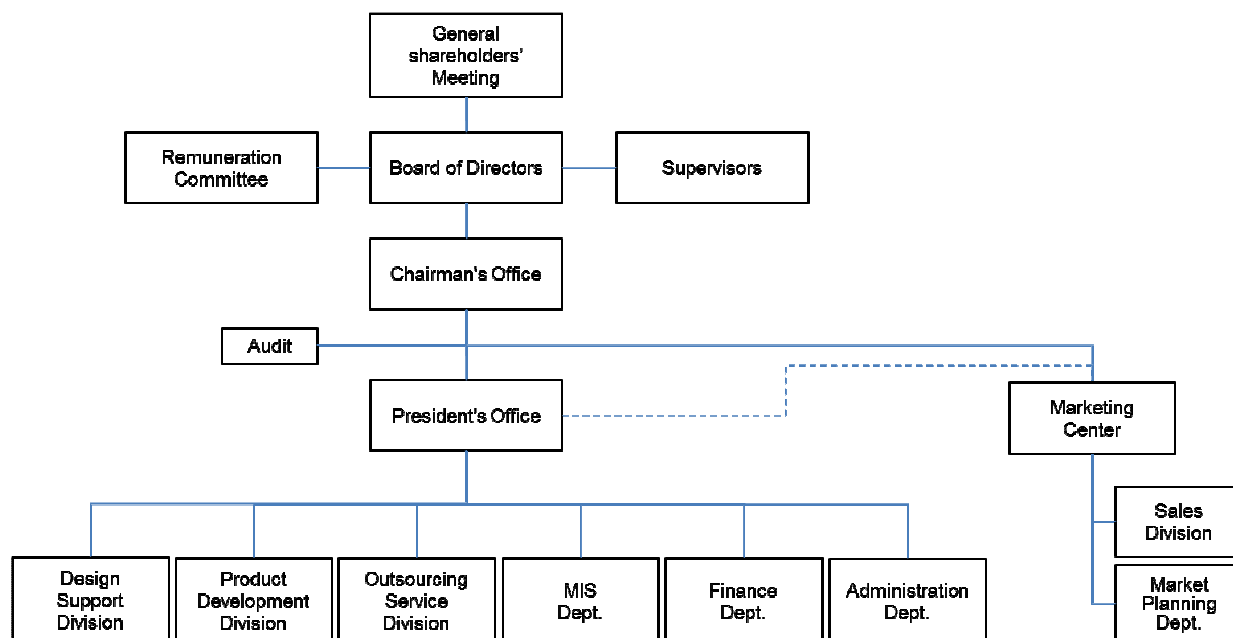 General
shareholders'
Meeting
Remuneration
Committee
Board of Directors
Supervisors
Chairman's Office
Audit
President's Office
Marketing
Center
Sales
Division
Market
Planning
Dept.
Design
Support
Division
Product
Development
Division
Outsourcing
Service
Division
MIS
Dept.
Finance
Dept.
Administration
Dept.